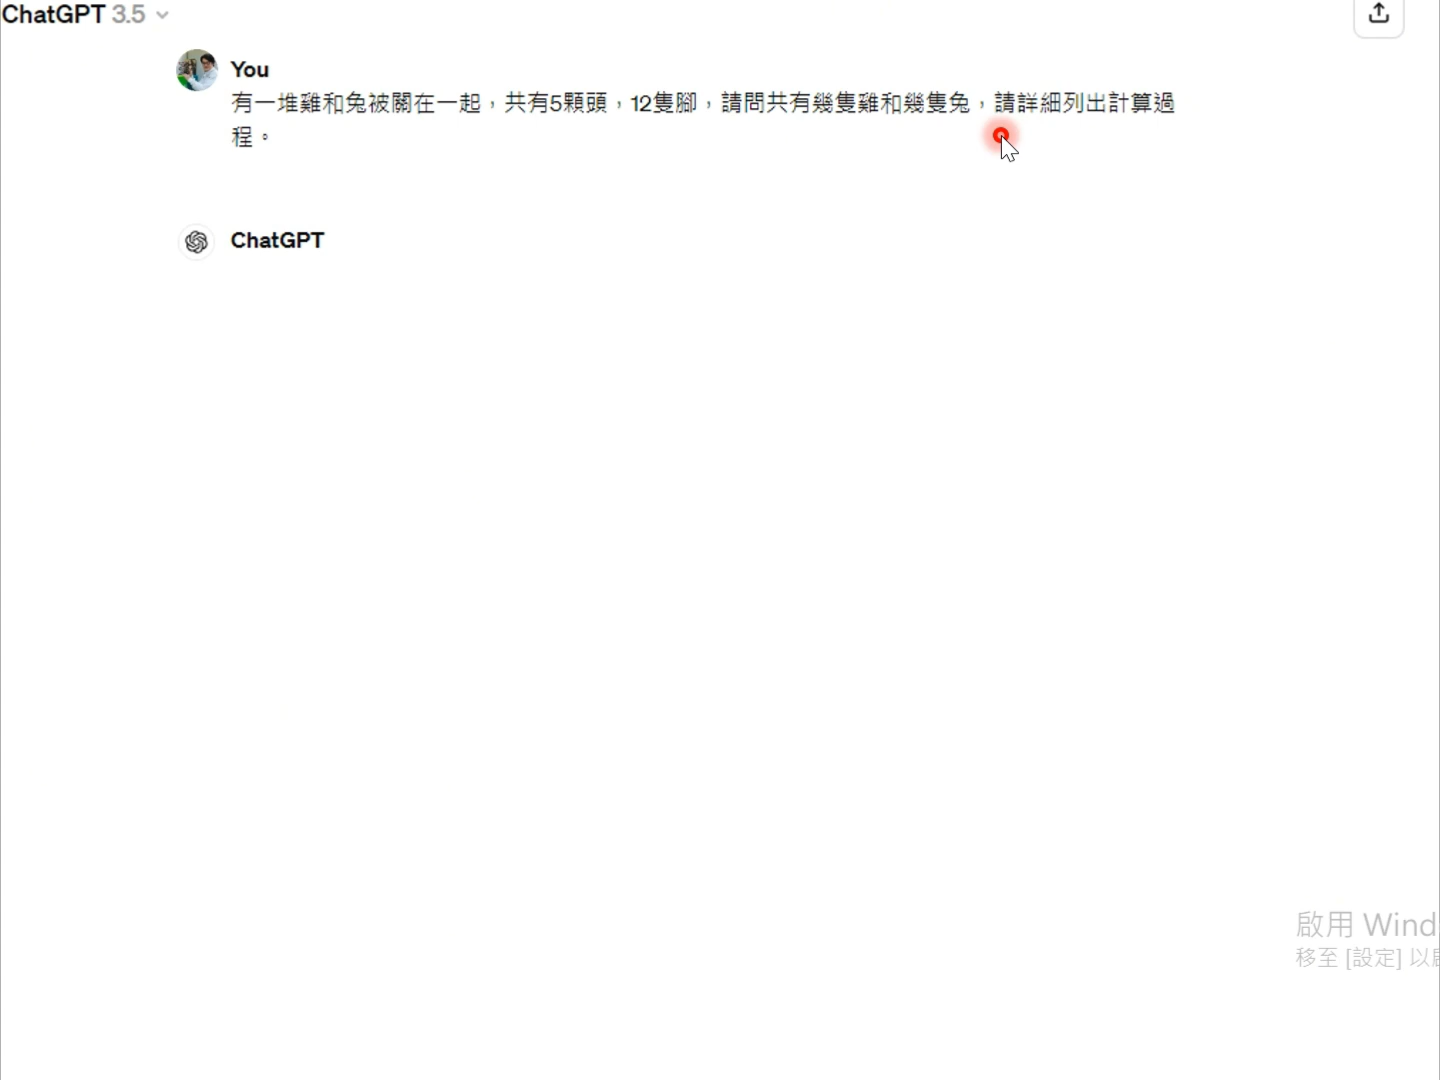 ChatGPT 3.5
You
有一堆雞和兔被關在一起，共有5顆頭，12隻腳，請問共有幾隻雞和幾隻兔，請詳細列出計算過
程。
ChatGPT
啟用 Wind
移至 [設定] 以